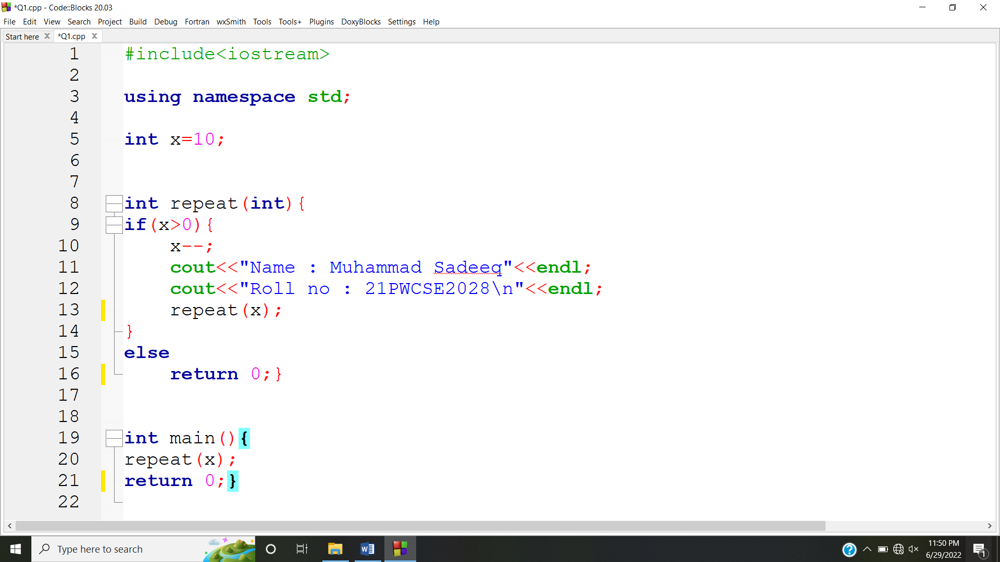 *Q1.cpp - Code::Blocks 20.03
File Edit View Search Project Build Debug Fortran wxSmith Tools Tools+ Plugins DoxyBlocks Settings Help
Start here X *Q1.cpp X
1 #include<iostream>
2
3 using namespace std;
4
5 int x=10;
6
7
8 int repeat(int){
9 if(x>0){
10 x--;
11 cout<<"Name : Muhammad Sadeeq"<<endl;
12 cout<<"Roll no : 21PWCSE2028\n"<<endl;
13 repeat(x);
14 }
15 else
16 return 0;}
17
18
19 int main(){
20 repeat(x);
21 return 0;}
22
Type here to search
11:50 PM
6/29/2022
1